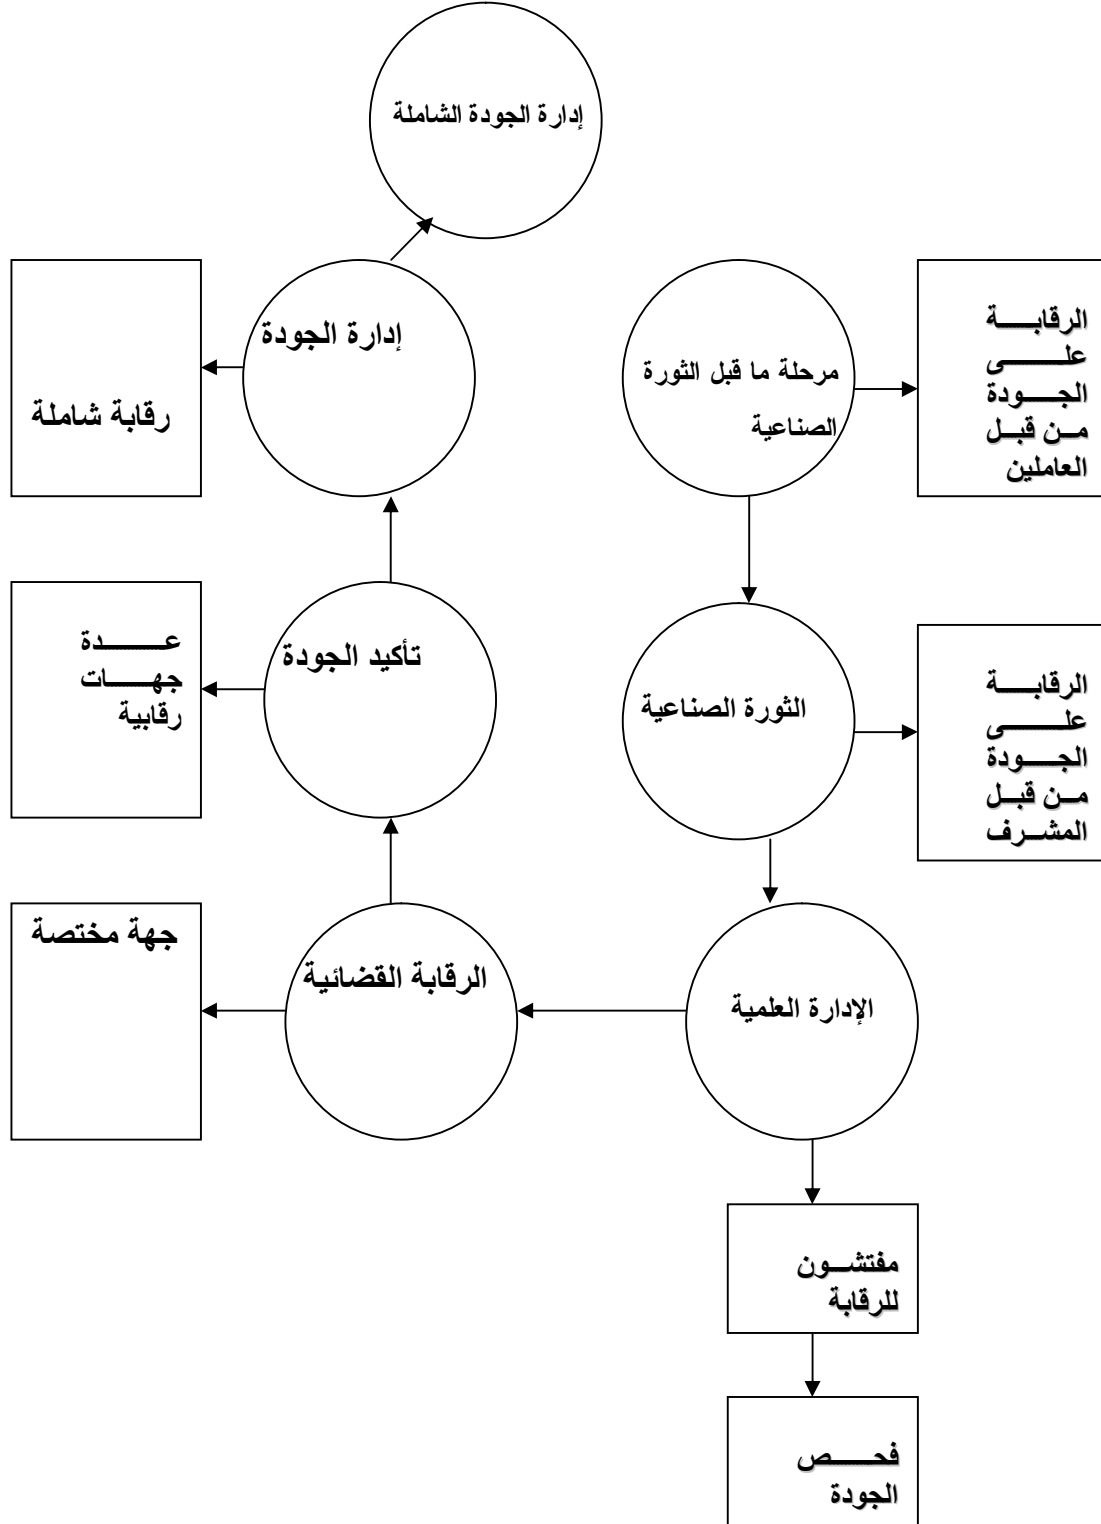 إدارة الجودة الشاملة
مرحلة ما قبل الثورة
الصناعية
الرقابة
على
الجودة
من قبل
العاملين
إدارة الجودة
رقابة شاملة
الثورة الصناعية
الرقابة
على
الجودة
من قبل
المشرف
تأكيد الجودة
عدة
جهات
رقابية
الإدارة العلمية
الرقابة القضائية
جهة مختصة
مفتشون
للرقابة
فحص
الجودة